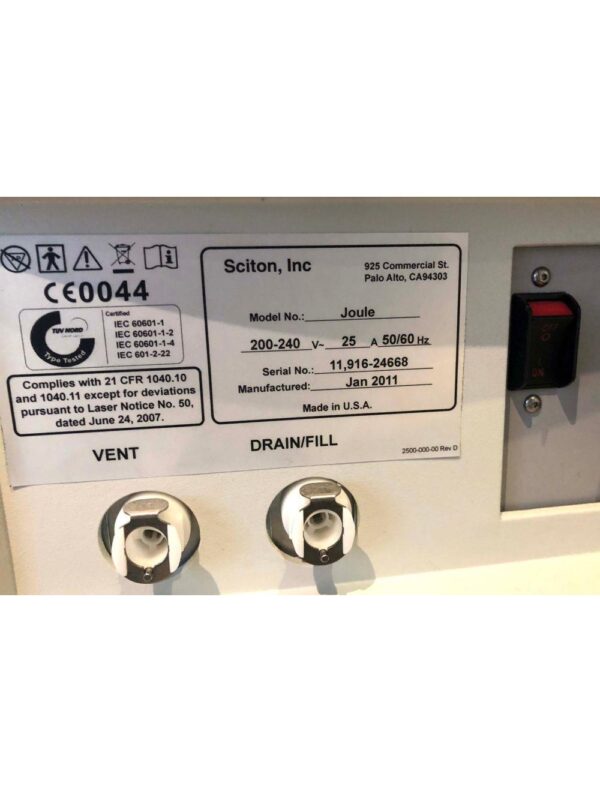 CE0044
TUV NORD
Type Tested
Certified
IEC 60601-1
IEC 60601-1-2
IEC 60601-1-4
IEC 601-2-22
Complies with 21 CFR 1040.10
and 1040.11 except for deviations
pursuant to Laser Notice No. 50,
dated June 24, 2007.
Sciton, Inc
925 Commercial St.
Palo Alto, CA94303
Model No.: Joule
200-240 V~ 25 A 50/60 Hz
Serial No.: 11,916-24668
Manufactured: Jan 2011
Made in U.S.A.
VENT
DRAIN/FILL
2500-000-00 Rev D
ON